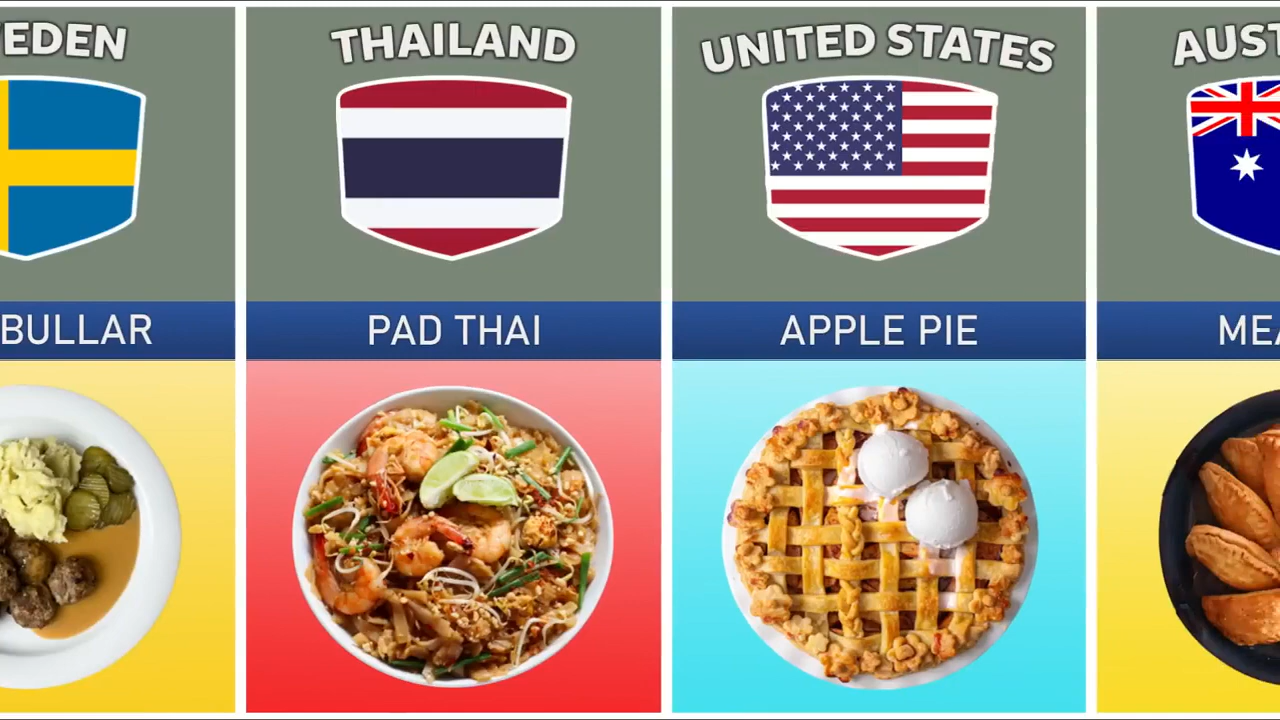 EDEN
BULLAR
THAILAND
PAD THAI
UNITED STATES
APPLE PIE
AUST
MEA